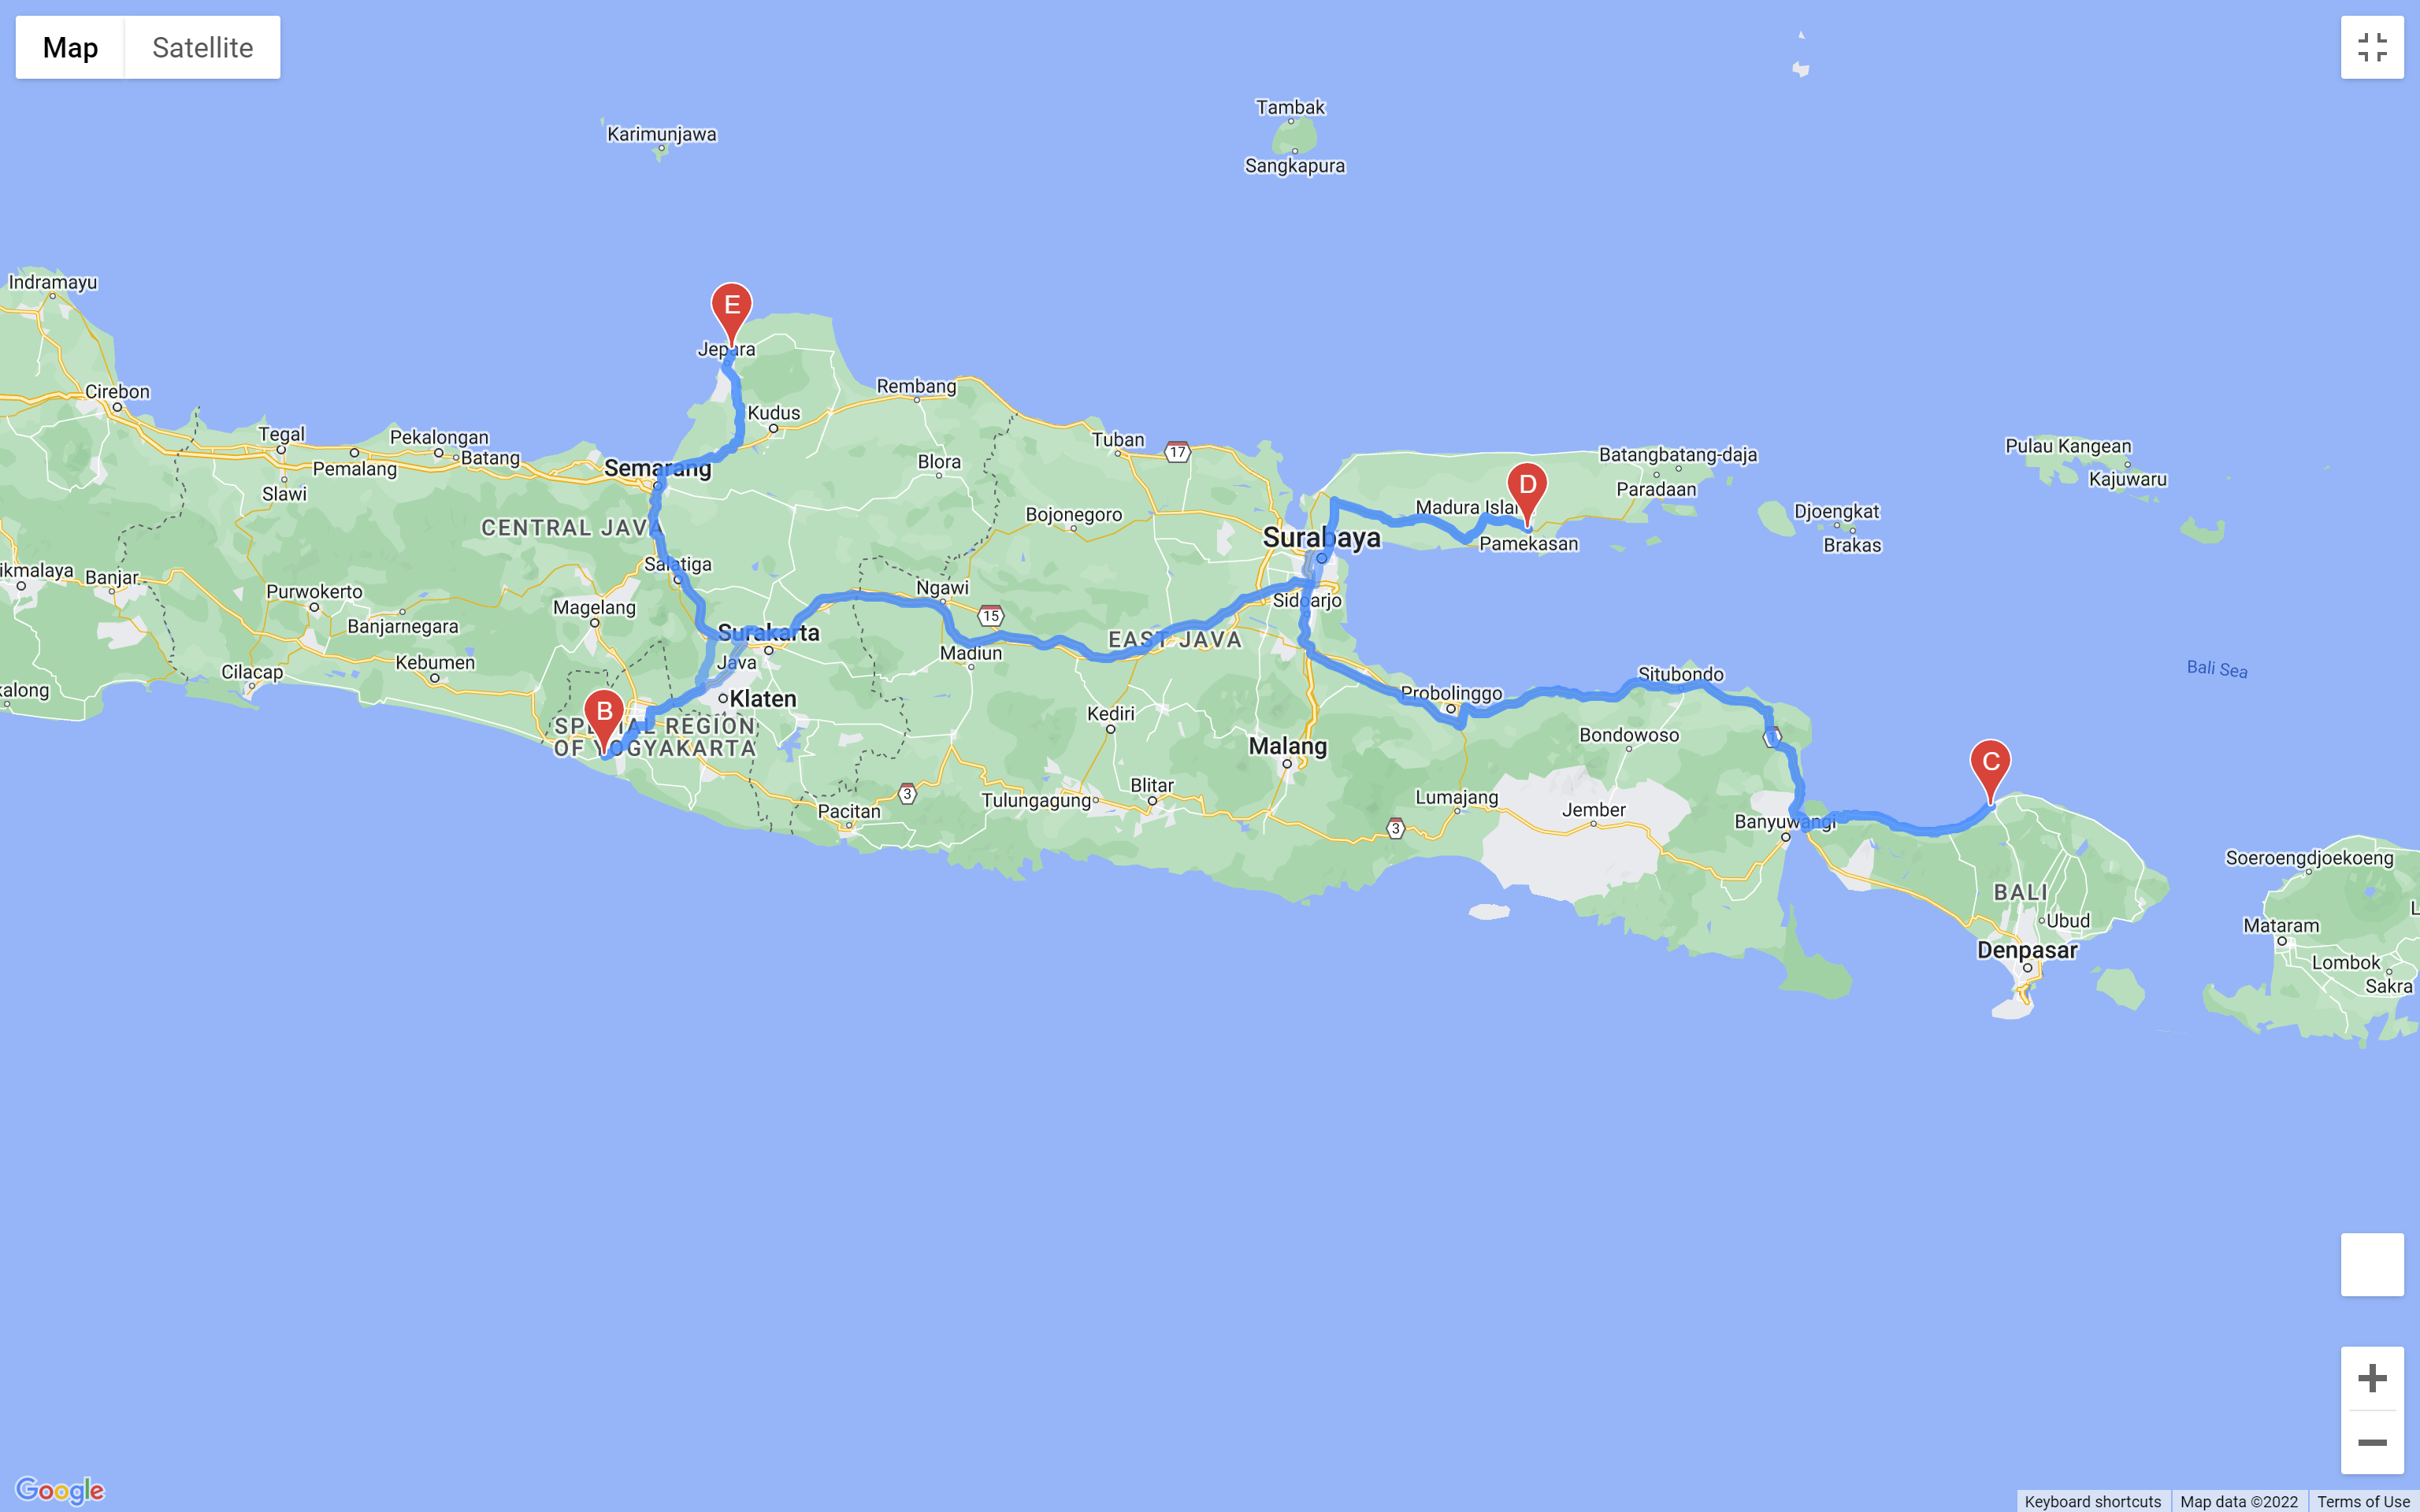 Map
Satellite
Tambak
Karimunjawa
Sangkapura
Indramayu
E
Jepara
Rembang
Cirebon
Kudus
Tegal
Pekalongan
Tuban
17
Pulau Kangean
Batangbatang-daja
Batang
Pemalang
Semarang
Blora
Kajuwaru
D
Paradaan
Slawi
Madura Islan
Djoengkat
Bojonegoro
CENTRAL JAVA
Surabaya
Pamekasan
Brakas
Salatiga
ikmalaya
Banjar
Purwokerto
Ngawi
Sidoarjo
Magelang
15
Banjarnegara
Surakarta
EAST JAVA
Madiun
Java
Kebumen
Cilacap
Situbondo
Bali Sea
kalong
Klaten
Probolinggo
B
Kediri
SPECIAL REGION
OF YOGYAKARTA
Bondowoso
1
Malang
C
Blitar
3
Tulungagung
Lumajang
Pacitan
Jember
3
Banyuwangi
Soeroengdjoekoeng
BALI
L
Ubud
Mataram
Denpasar
Lombok
Sakra
Google
Keyboard shortcuts
Map data ©2022
Terms of Use